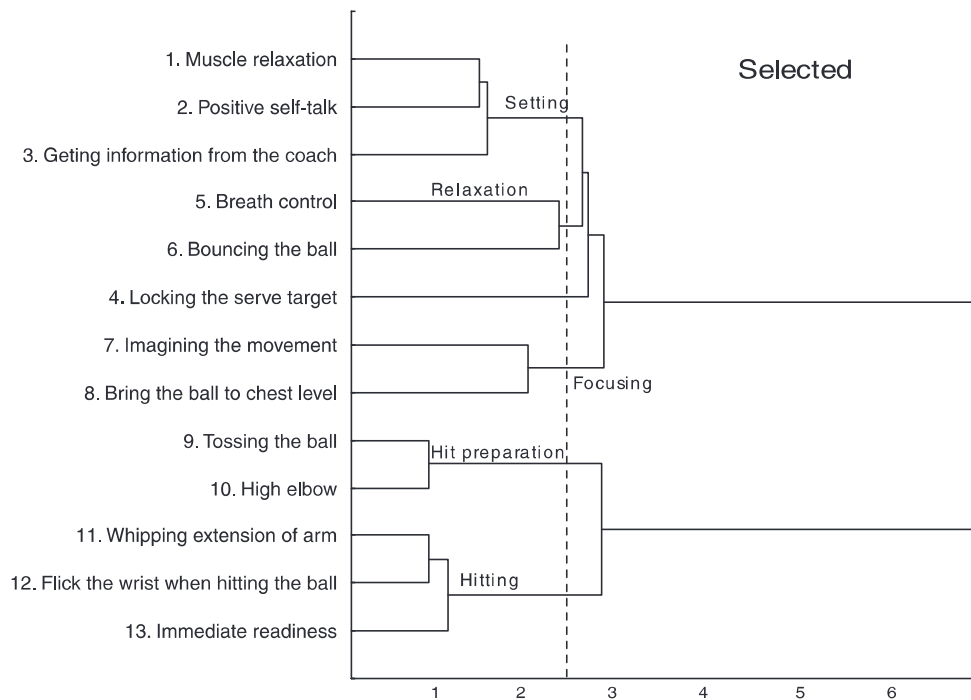 Selected
1. Muscle relaxation
Setting
2. Positive self-talk
3. Geting information from the coach
Relaxation
5. Breath control
6. Bouncing the ball
4. Locking the serve target
7. Imagining the movement
Focusing
8. Bring the ball to chest level
9. Tossing the ball
Hit preparation
10. High elbow
11. Whipping extension of arm
12. Flick the wrist when hitting the ball
Hitting
13. Immediate readiness
1 2 3 4 5 6